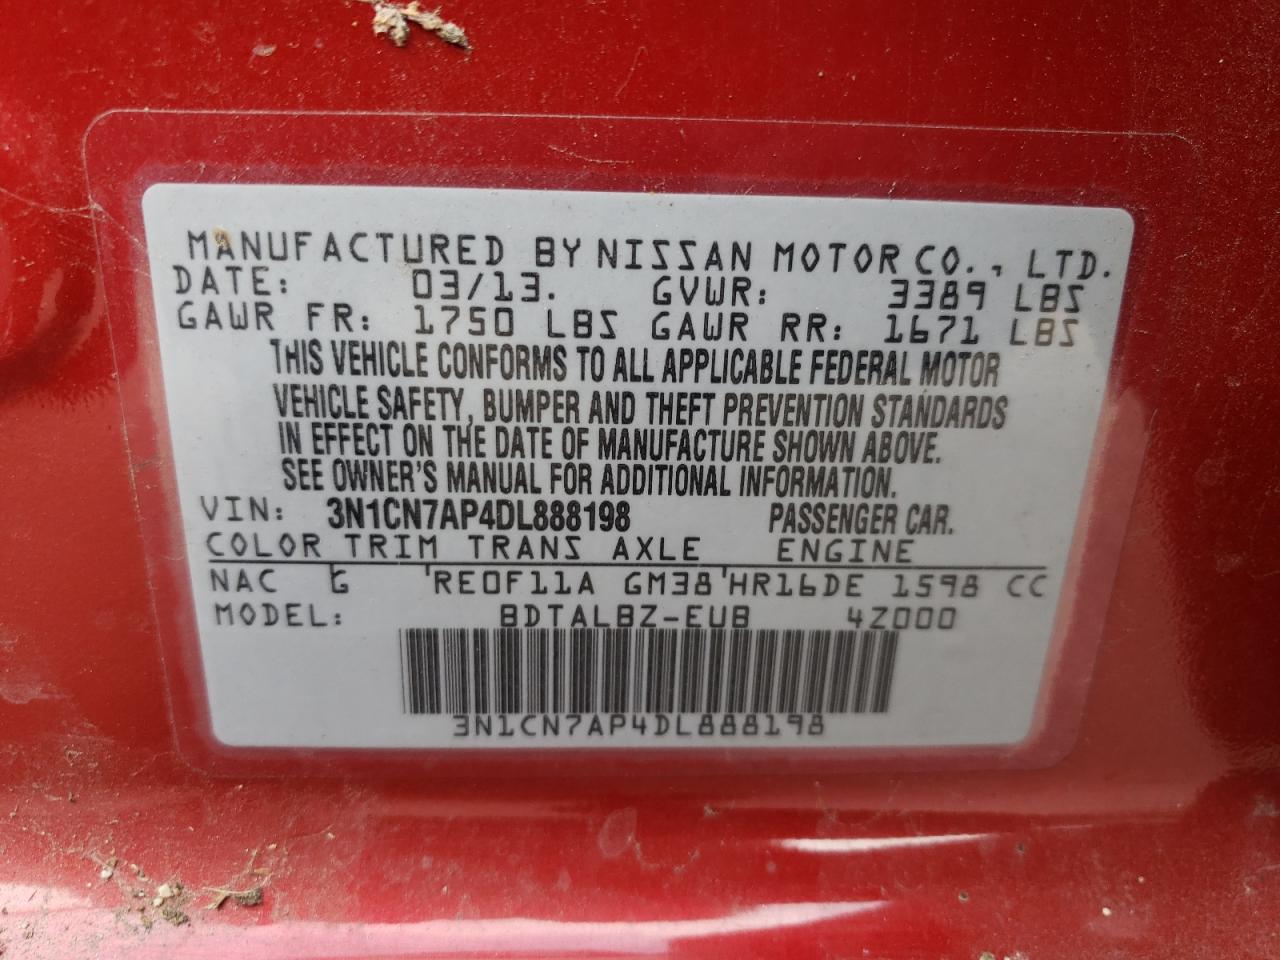 MANUFACTURED BY NISSAN MOTOR CO., LTD.
DATE: 03/13. GVWR: 3389 LBS
GAWR FR: 1750 LBS GAWR RR: 1671 LBS
THIS VEHICLE CONFORMS TO ALL APPLICABLE FEDERAL MOTOR
VEHICLE SAFETY, BUMPER AND THEFT PREVENTION STANDARDS
IN EFFECT ON THE DATE OF MANUFACTURE SHOWN ABOVE.
SEE OWNER'S MANUAL FOR ADDITIONAL INFORMATION.
VIN: 3N1CN7AP4DL888198 PASSENGER CAR.
COLOR TRIM TRANS AXLE ENGINE
NAC G RE0F11A GM38 HR16DE 1598 CC
MODEL: BDTALBZ-EUB 4Z000
3N1CN7AP4DL888198